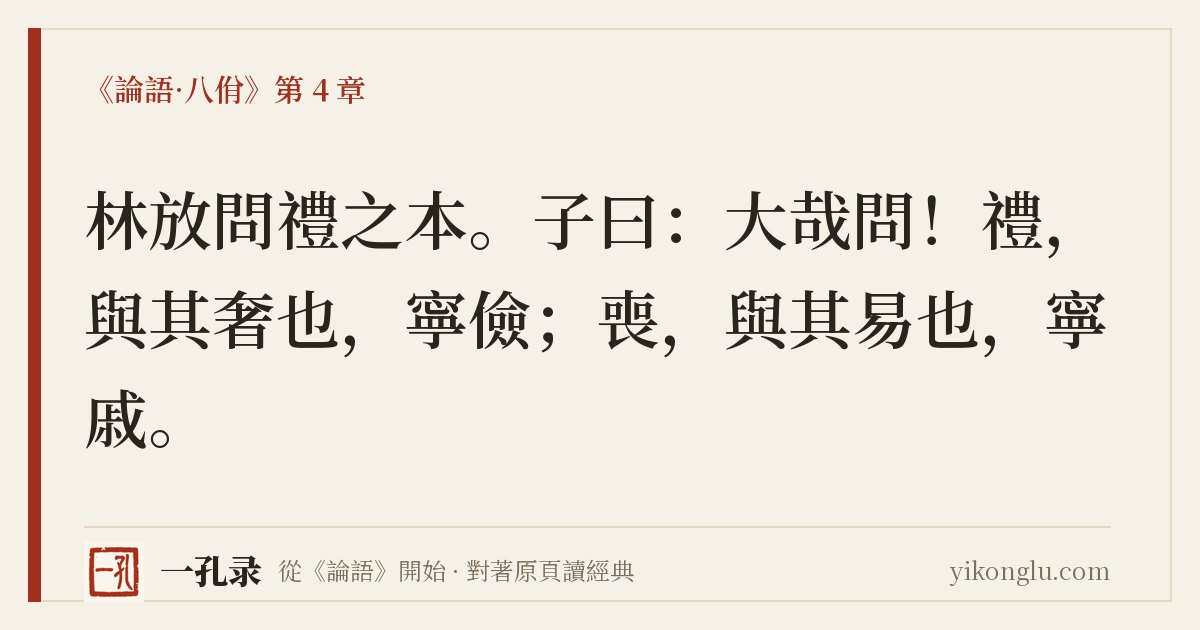 《論語·八佾》第 4 章
林放問禮之本。子曰：大哉問！禮，
與其奢也，寧儉；喪，與其易也，寧
戚。
一孔
一孔录 從《論語》開始 · 對著原頁讀經典 yikonglu.com